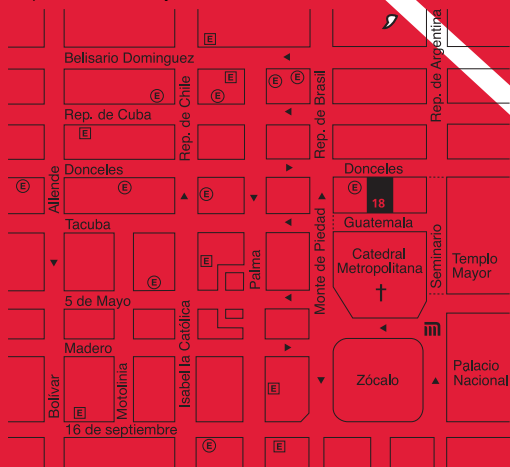 E
Belisario Dominguez
Rep. de Argentina
E
E
E
E
E
E
Rep. de Chile
Rep. de Brasil
Rep. de Cuba
E
Donceles
Donceles
E
E
E
E
18
Allende
Tacuba
Guatemala
Palma
Monte de Piedad
Catedral
Metropolitana
Seminario
Templo
Mayor
E
E
5 de Mayo
Isabel la Católica
Madero
Bolívar
Motolinia
E
Zócalo
Palacio
Nacional
E
16 de septiembre
E
E